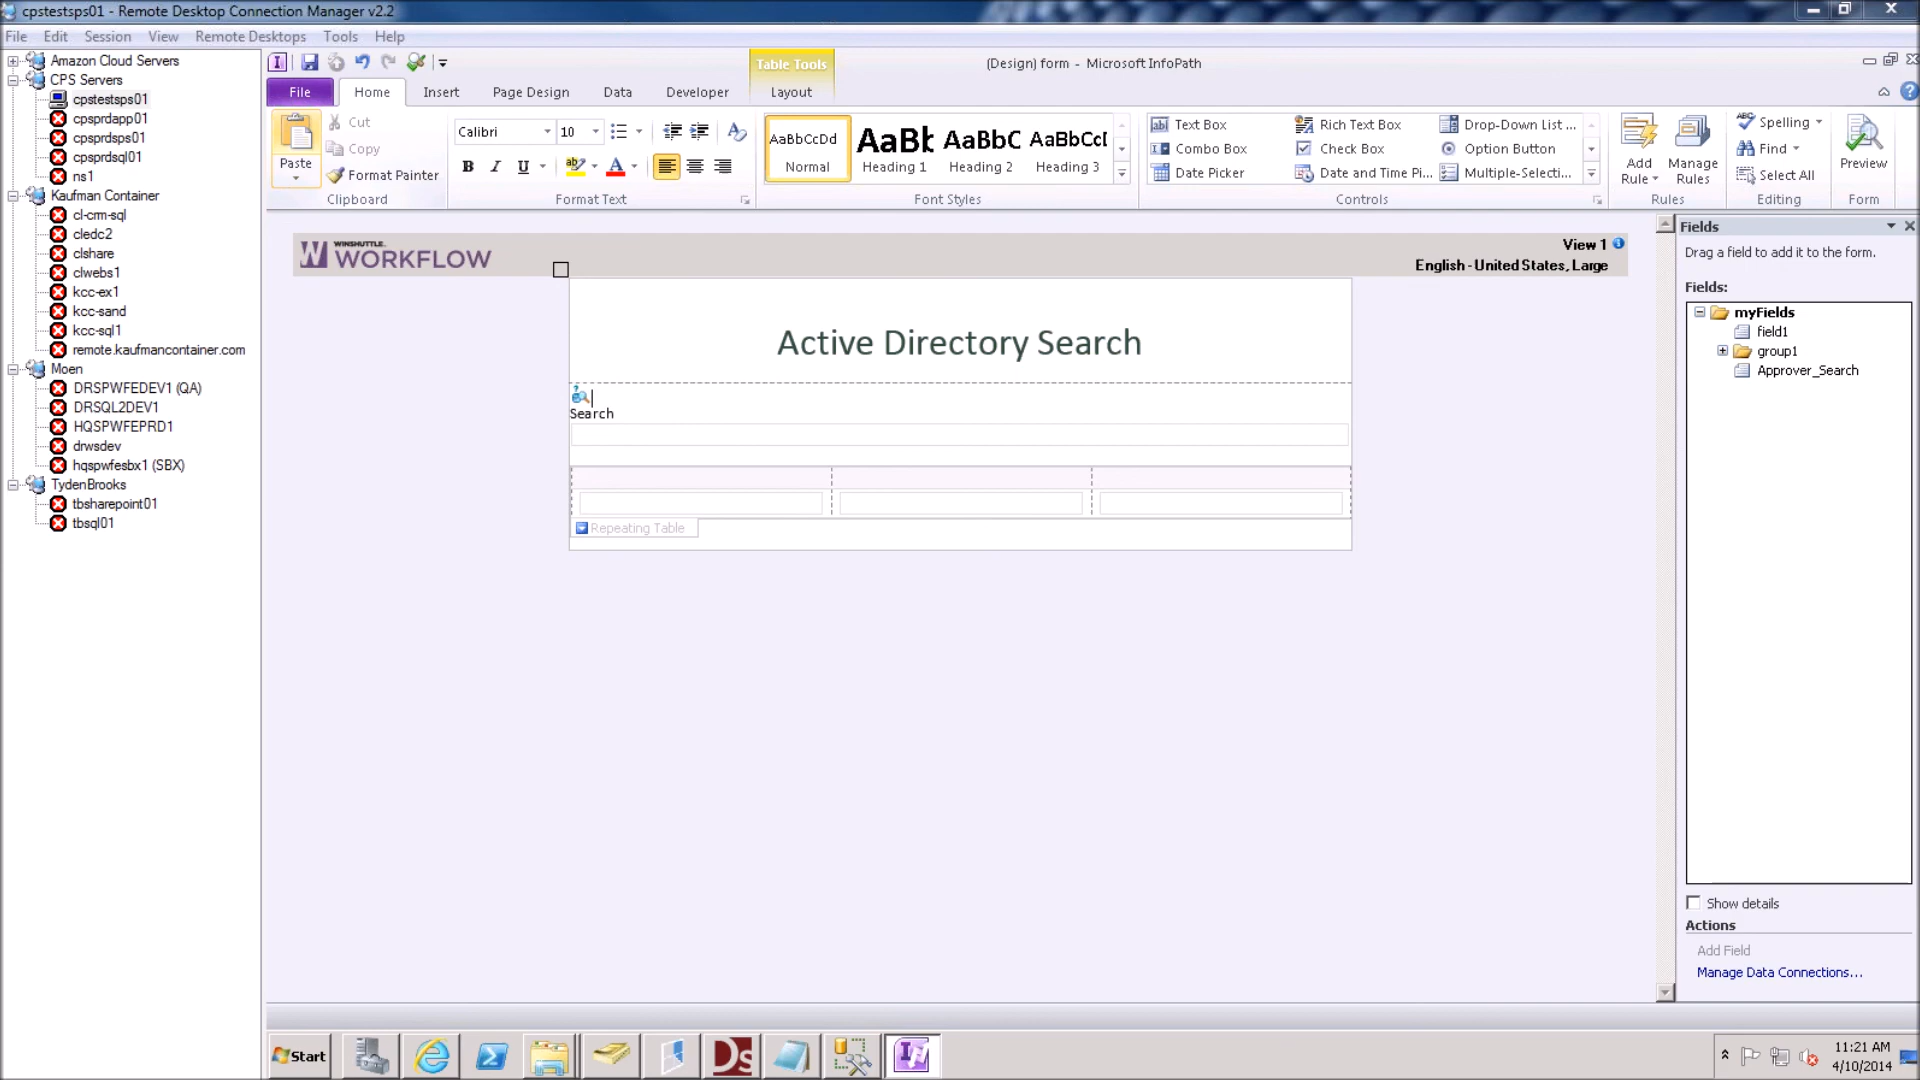 cpstestsps01 - Remote Desktop Connection Manager v2.2
File Edit Session View Remote Desktops Tools Help
Amazon Cloud Servers
CPS Servers
cpstestsps01
cpsprdapp01
cpsprdsps01
cpsprdsql01
ns1
Kaufman Container
cl-crm-sql
cledc2
clshare
clwebs1
kcc-ex1
kcc-sand
kcc-sql1
remote.kaufmancontainer.com
Moen
DRSPWFEDEV1 (QA)
DRSQL2DEV1
HQSPWFEPRD1
drwsdev
hqspwfesbx1 (SBX)
TydenBrooks
tbsharepoint01
tbsql01
Table Tools
(Design) form - Microsoft InfoPath
File Home Insert Page Design Data Developer Layout
Paste
Cut
Copy
Format Painter
Clipboard
Calibri 10
B I U
Format Text
AaBbCcDd
Normal
AaBb
Heading 1
AaBbC
Heading 2
AaBbCcI
Heading 3
Font Styles
Text Box
Combo Box
Date Picker
Rich Text Box
Check Box
Date and Time Pi...
Drop-Down List ...
Option Button
Multiple-Selecti...
Controls
Add
Rule
Manage
Rules
Rules
Spelling
Find
Select All
Editing
Preview
Form
WINSHUTTLE
WORKFLOW
View 1
English - United States, Large
Active Directory Search
Search
Repeating Table
Fields
Drag a field to add it to the form.
Fields:
myFields
field1
group1
Approver_Search
Show details
Actions
Add Field
Manage Data Connections...
Start
Ds
11:21 AM
4/10/2014